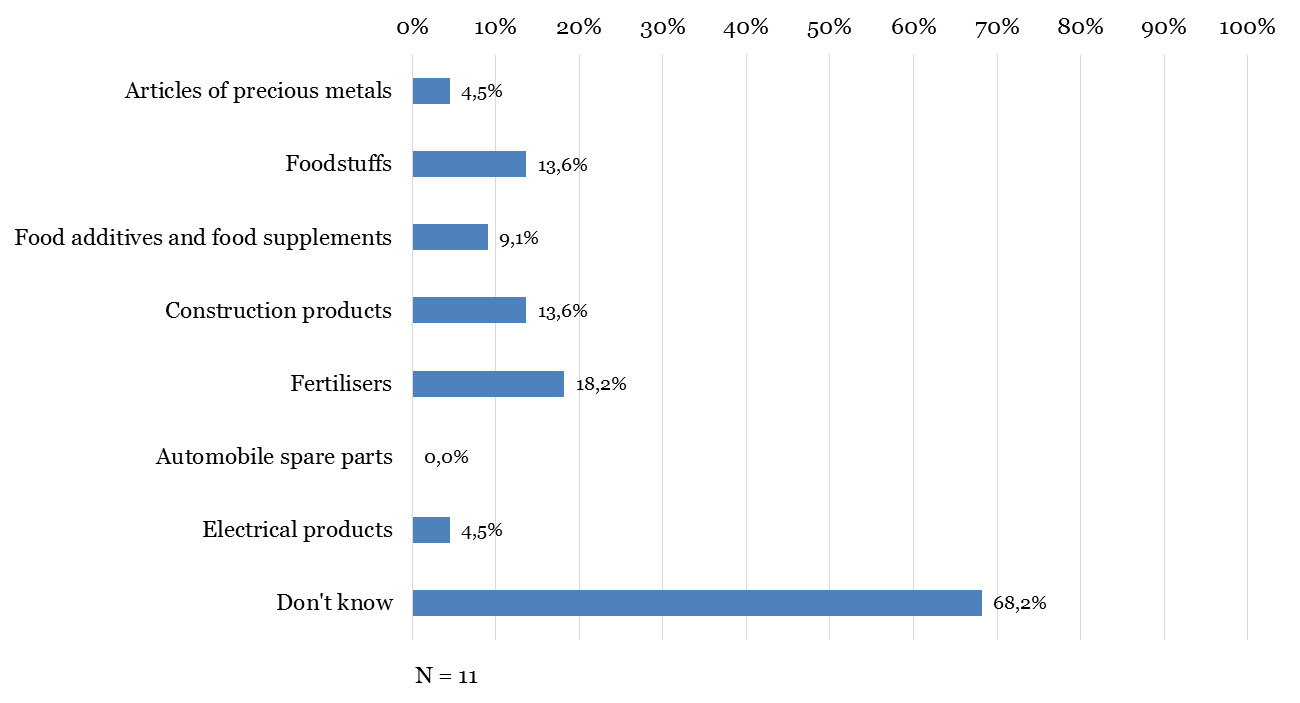 0% 10% 20% 30% 40% 50% 60% 70% 80% 90% 100%
Articles of precious metals 4,5%
Foodstuffs 13,6%
Food additives and food supplements 9,1%
Construction products 13,6%
Fertilisers 18,2%
Automobile spare parts 0,0%
Electrical products 4,5%
Don't know 68,2%
N = 11